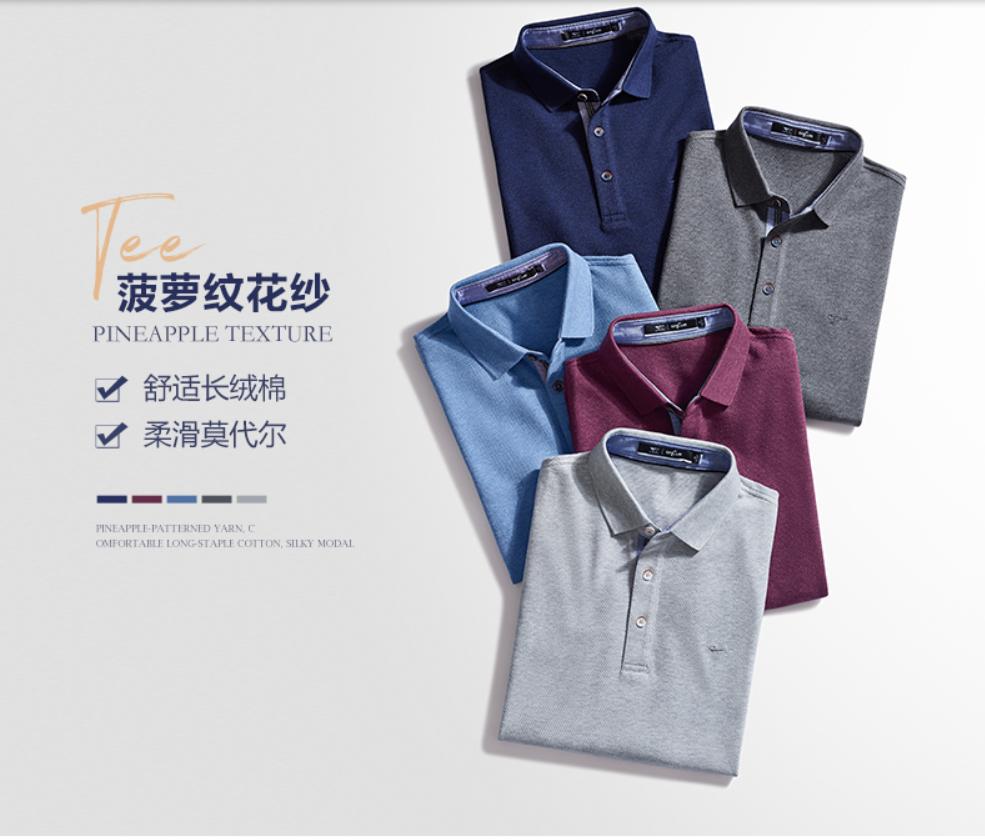 Tee
菠萝纹花纱
PINEAPPLE TEXTURE
舒适长绒棉
柔滑莫代尔
PINEAPPLE-PATTERNED YARN, C
OMFORTABLE LONG-STAPLE COTTON, SILKY MODAL